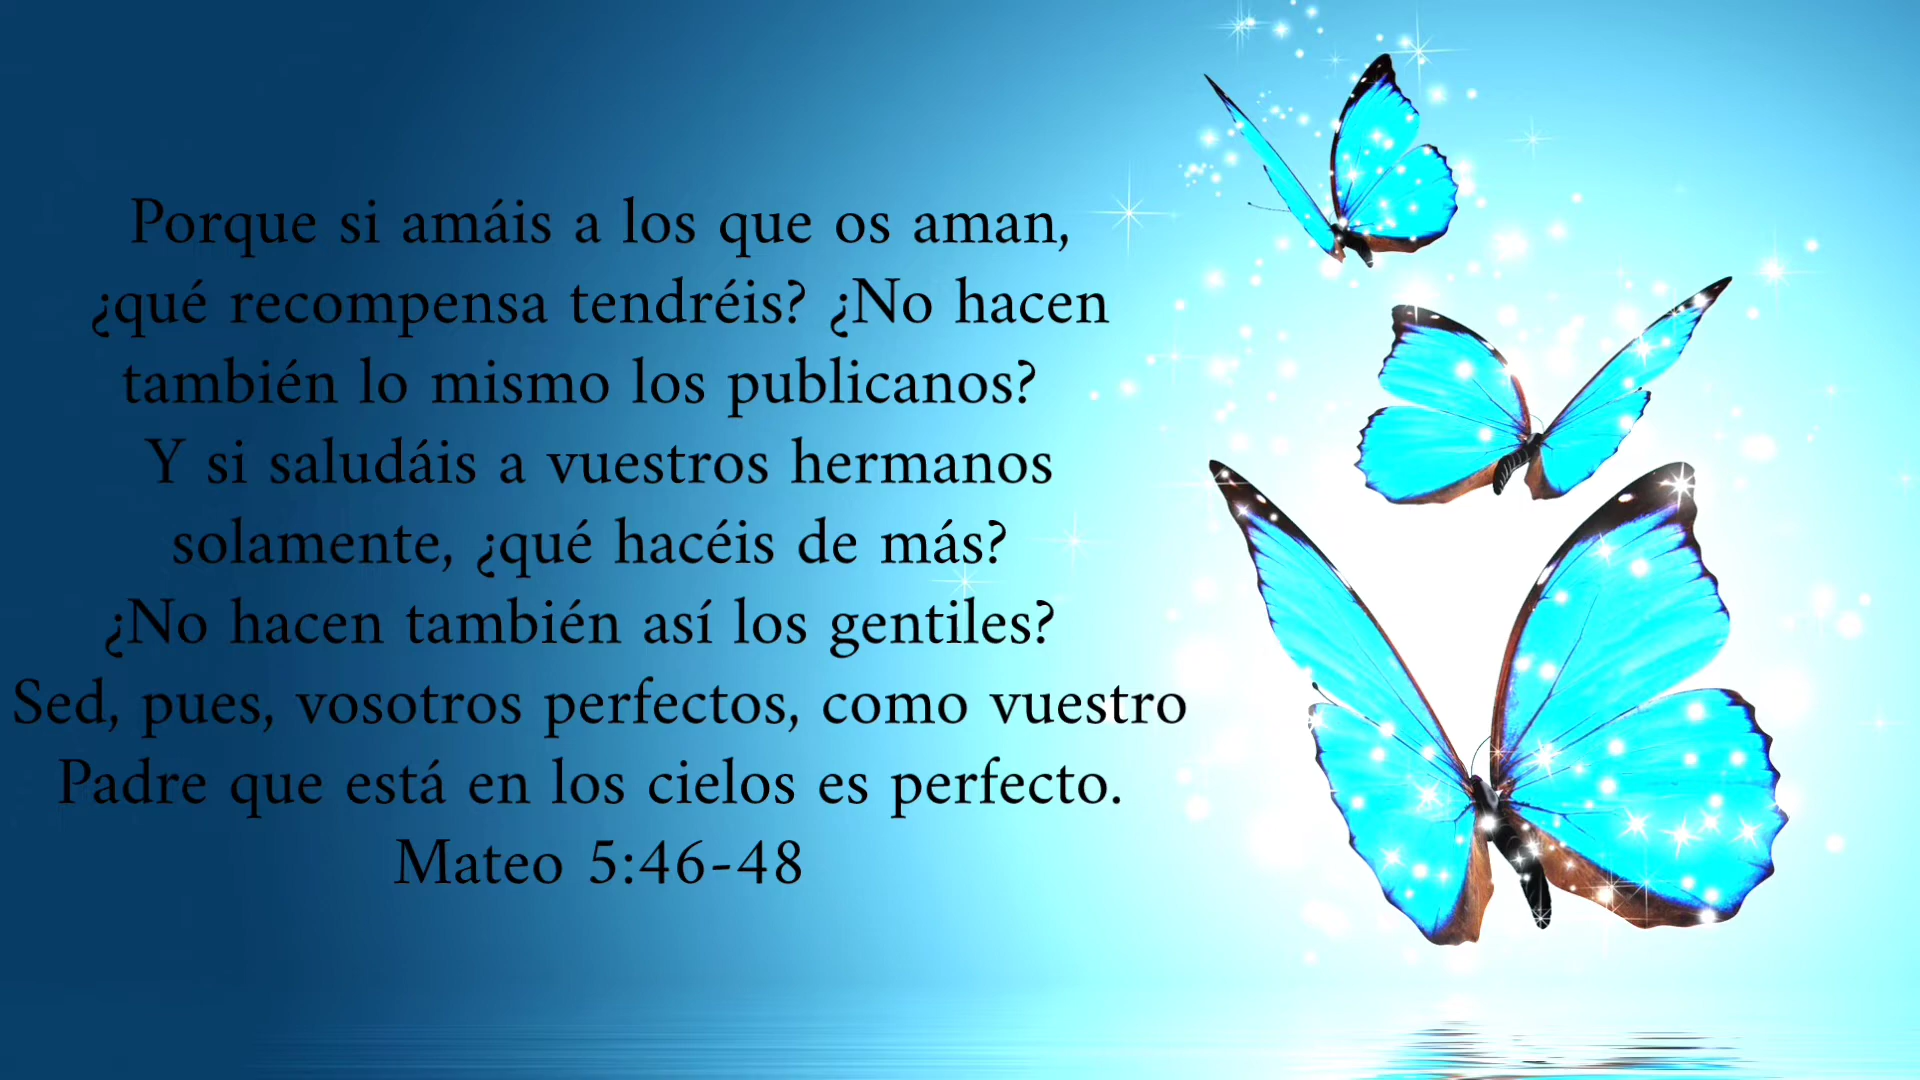 Porque si amáis a los que os aman,
¿qué recompensa tendréis? ¿No hacen
también lo mismo los publicanos?
Y si saludáis a vuestros hermanos
solamente, ¿qué hacéis de más?
¿No hacen también así los gentiles?
Sed, pues, vosotros perfectos, como vuestro
Padre que está en los cielos es perfecto.
Mateo 5:46-48